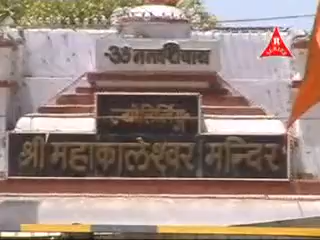 ॐ नमः शिवाय
ज्योतिर्लिंग
श्री महाकालेश्वर मन्दिर